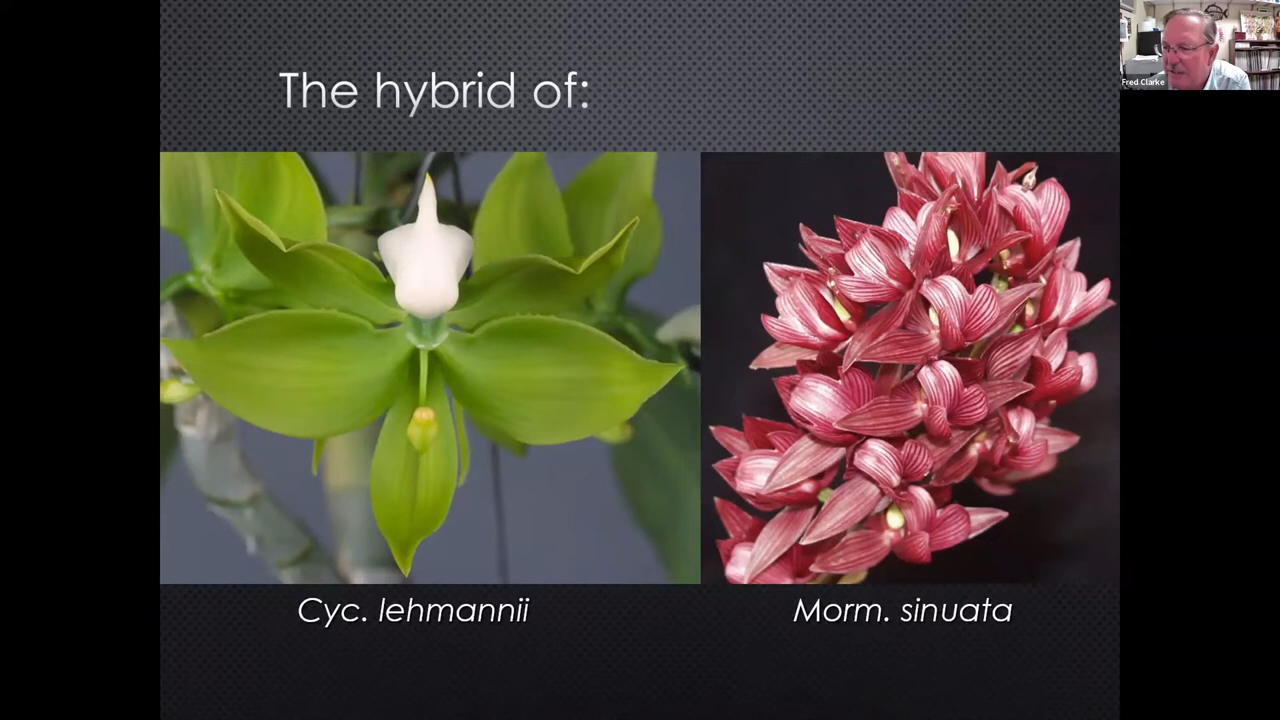 The hybrid of:
Fred Clarke
Cyc. lehmannii
Morm. sinuata